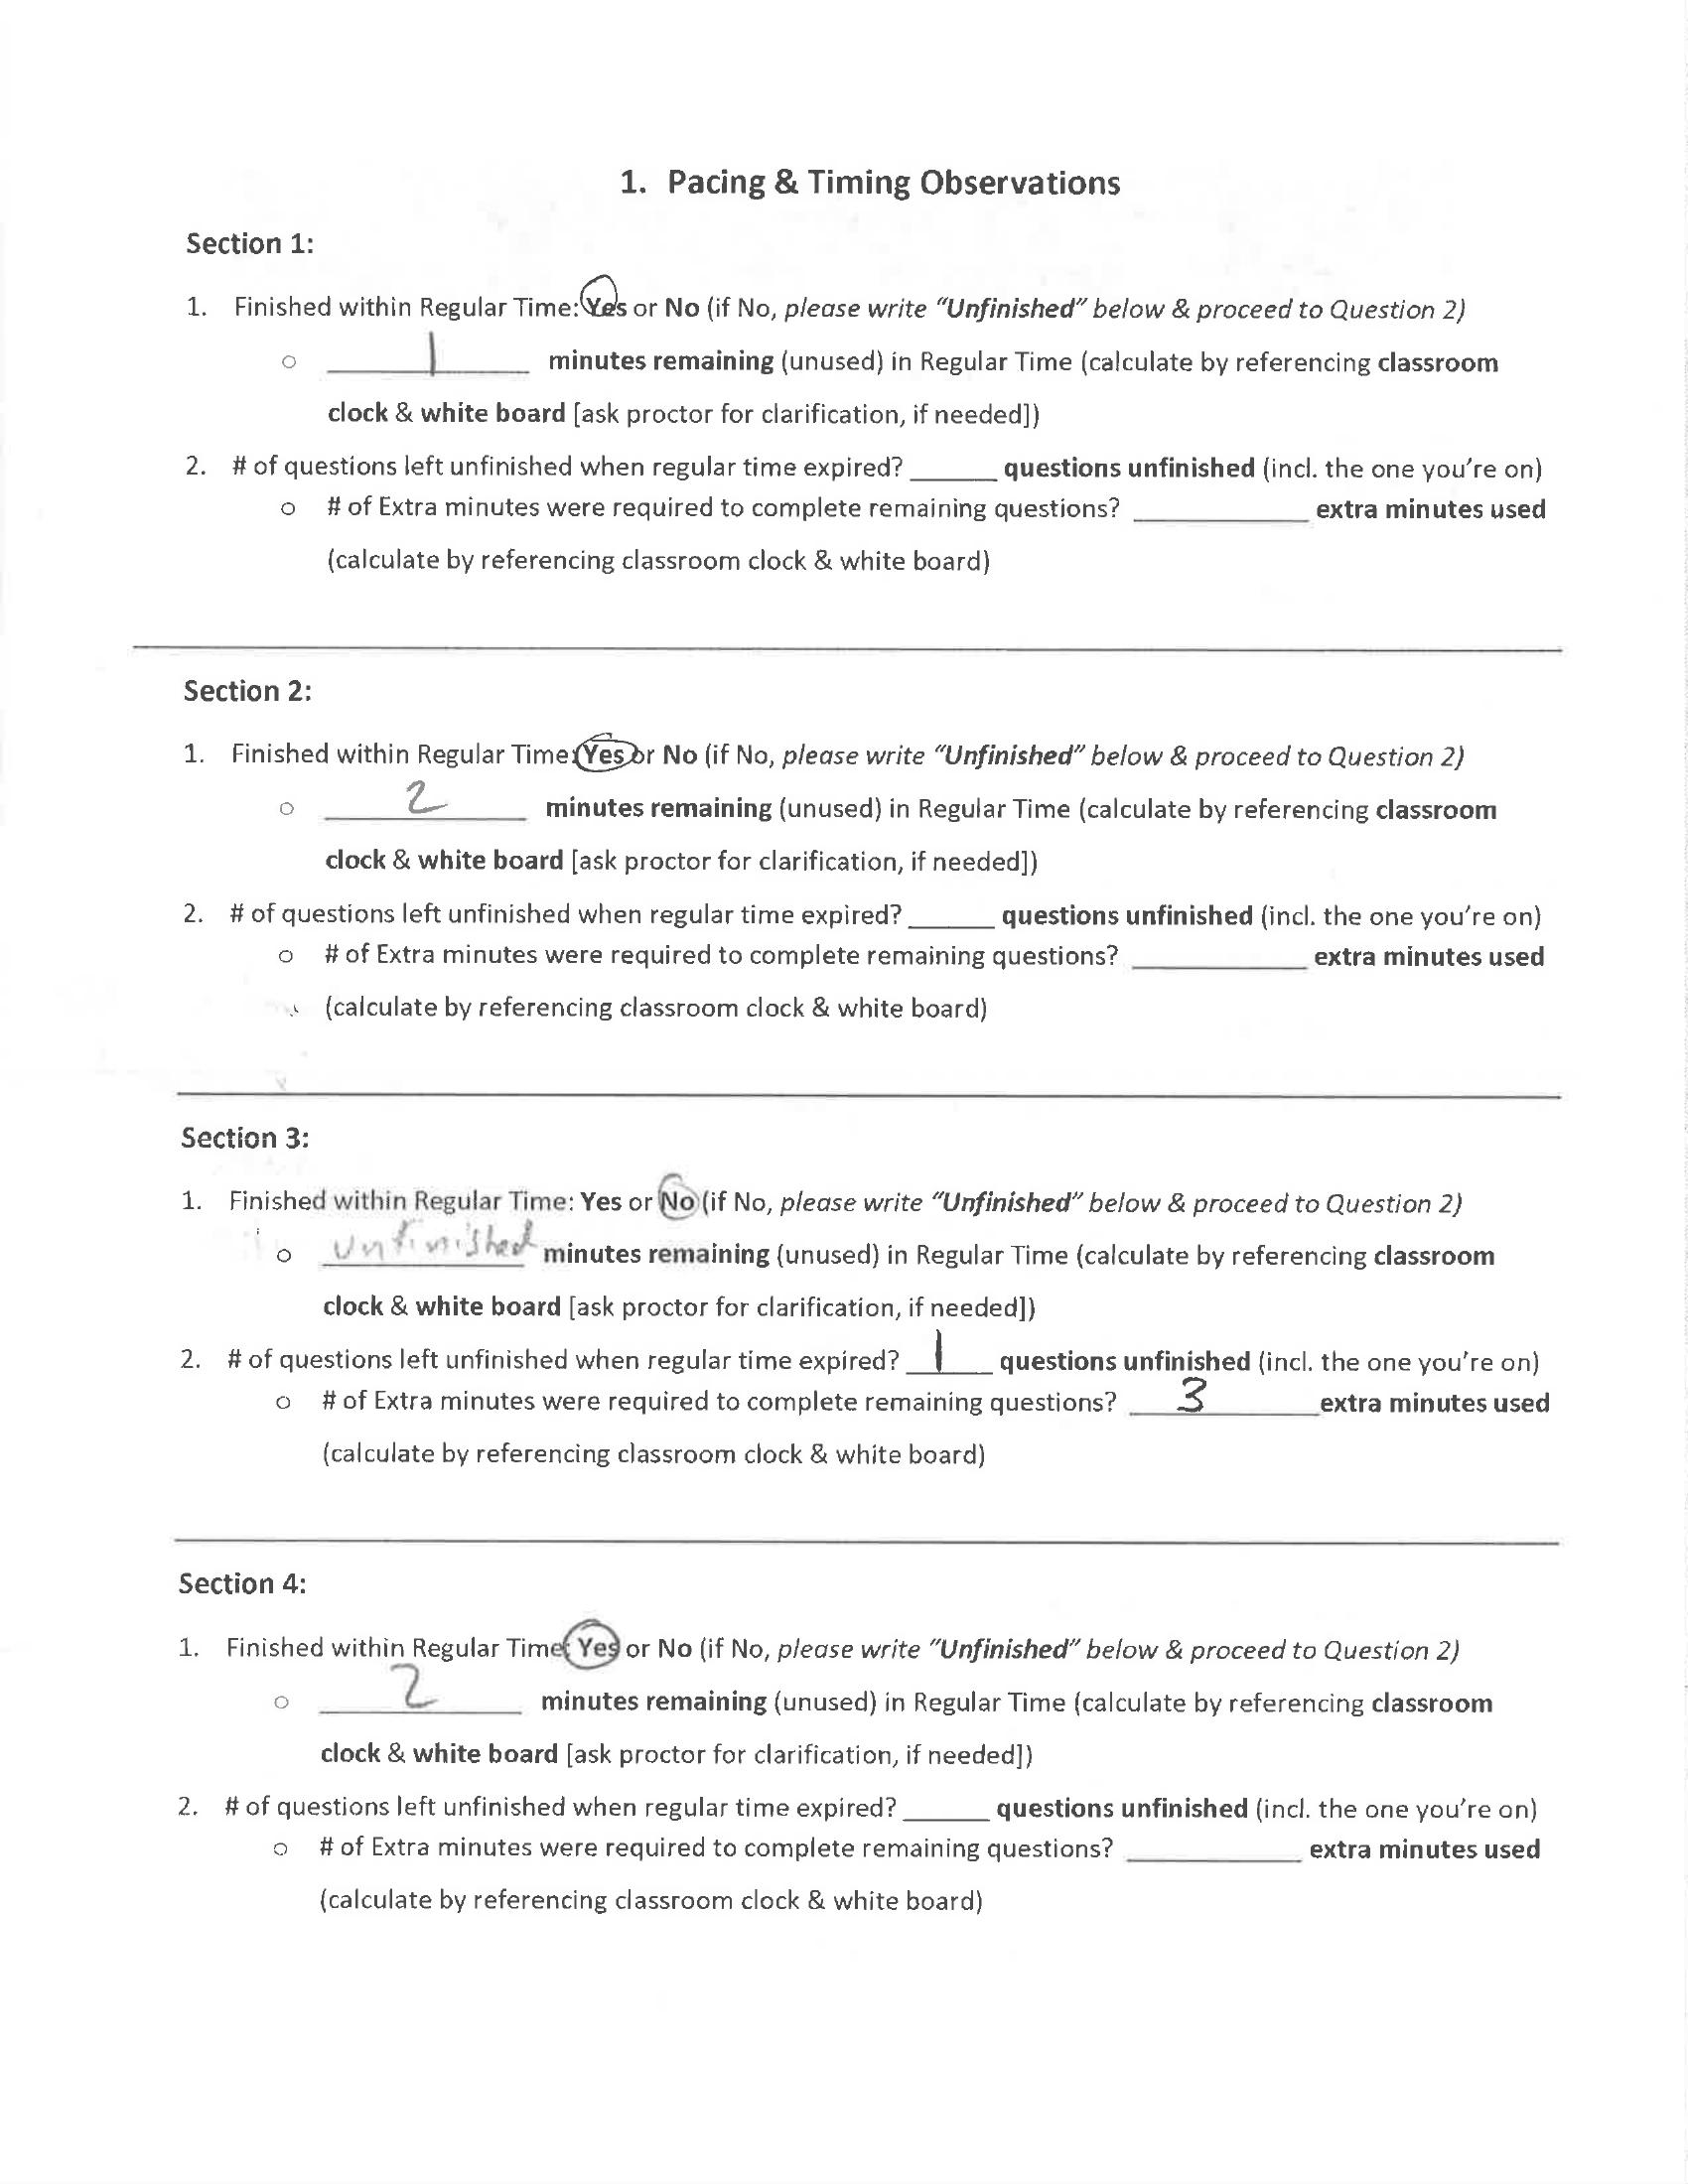 1. Pacing & Timing Observations
Section 1:
1. Finished within Regular Time: Yes or No (if No, please write "Unfinished" below & proceed to Question 2)
o 1 minutes remaining (unused) in Regular Time (calculate by referencing classroom
clock & white board [ask proctor for clarification, if needed])
2. # of questions left unfinished when regular time expired? ______ questions unfinished (incl. the one you're on)
o # of Extra minutes were required to complete remaining questions? ____________ extra minutes used
(calculate by referencing classroom clock & white board)
Section 2:
1. Finished within Regular Time: Yes or No (if No, please write "Unfinished" below & proceed to Question 2)
o 2 minutes remaining (unused) in Regular Time (calculate by referencing classroom
clock & white board [ask proctor for clarification, if needed])
2. # of questions left unfinished when regular time expired? ______ questions unfinished (incl. the one you're on)
o # of Extra minutes were required to complete remaining questions? ____________ extra minutes used
(calculate by referencing classroom clock & white board)
Section 3:
1. Finished within Regular Time: Yes or No (if No, please write "Unfinished" below & proceed to Question 2)
o Unfinished minutes remaining (unused) in Regular Time (calculate by referencing classroom
clock & white board [ask proctor for clarification, if needed])
2. # of questions left unfinished when regular time expired? 1 questions unfinished (incl. the one you're on)
o # of Extra minutes were required to complete remaining questions? 3 extra minutes used
(calculate by referencing classroom clock & white board)
Section 4:
1. Finished within Regular Time: Yes or No (if No, please write "Unfinished" below & proceed to Question 2)
o 2 minutes remaining (unused) in Regular Time (calculate by referencing classroom
clock & white board [ask proctor for clarification, if needed])
2. # of questions left unfinished when regular time expired? ______ questions unfinished (incl. the one you're on)
o # of Extra minutes were required to complete remaining questions? ____________ extra minutes used
(calculate by referencing classroom clock & white board)